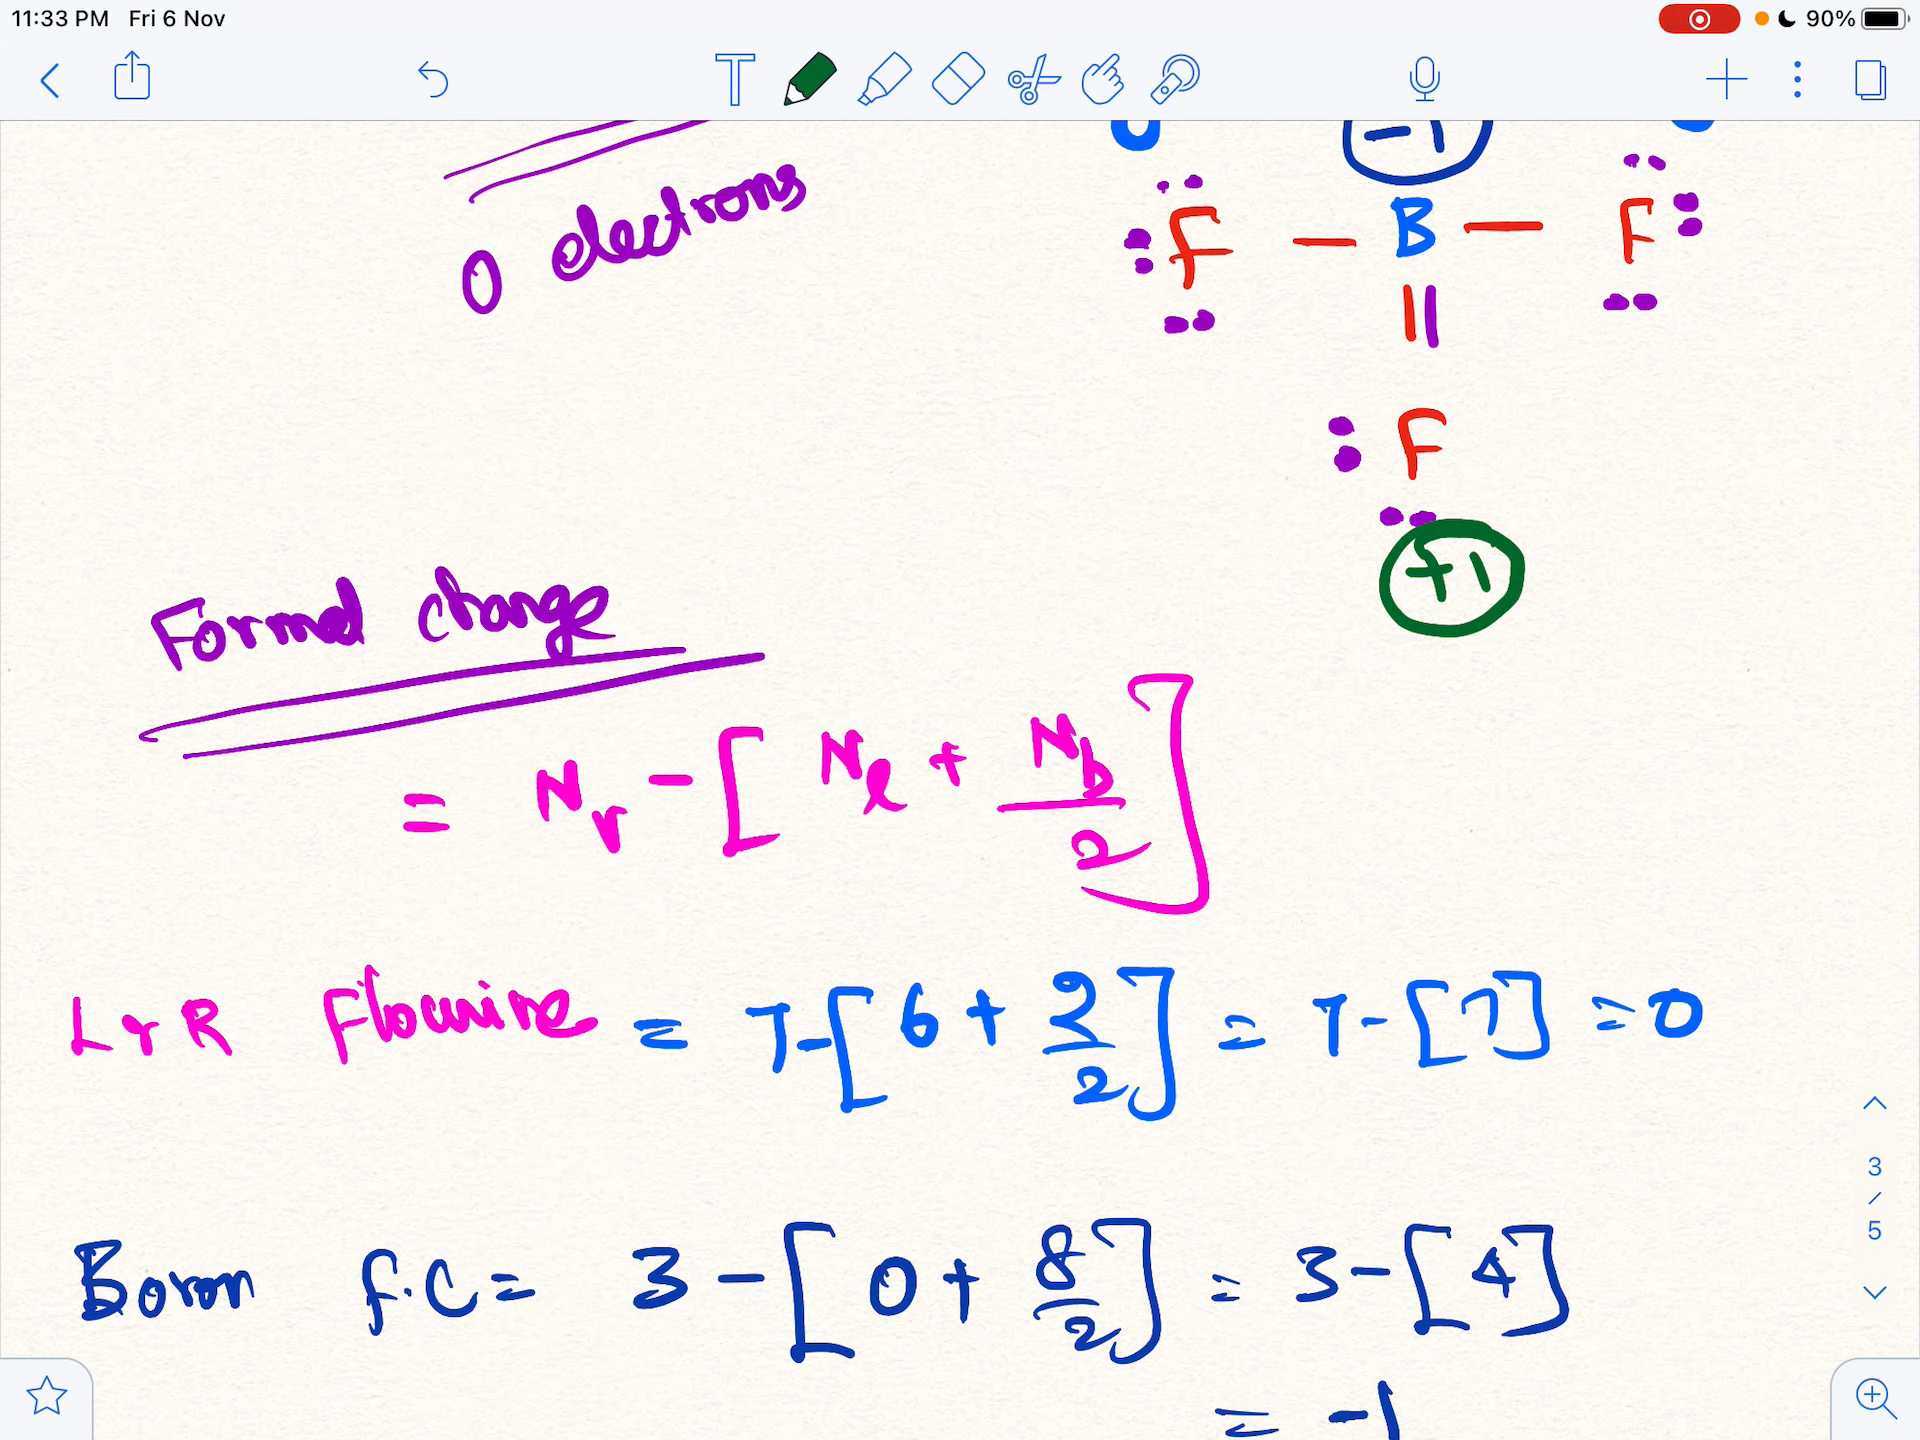 11:33 PM Fri 6 Nov 90%
T
-1
0 electrons
F - B - F
F
+1
Formal charge
= Nv - [ Nl + Nb/2 ]
L & R Flourine = 7 - [ 6 + 2/2 ] = 7 - [7] = 0
3 / 5
Boron F.C = 3 - [ 0 + 8/2 ] = 3 - [4]
= -1